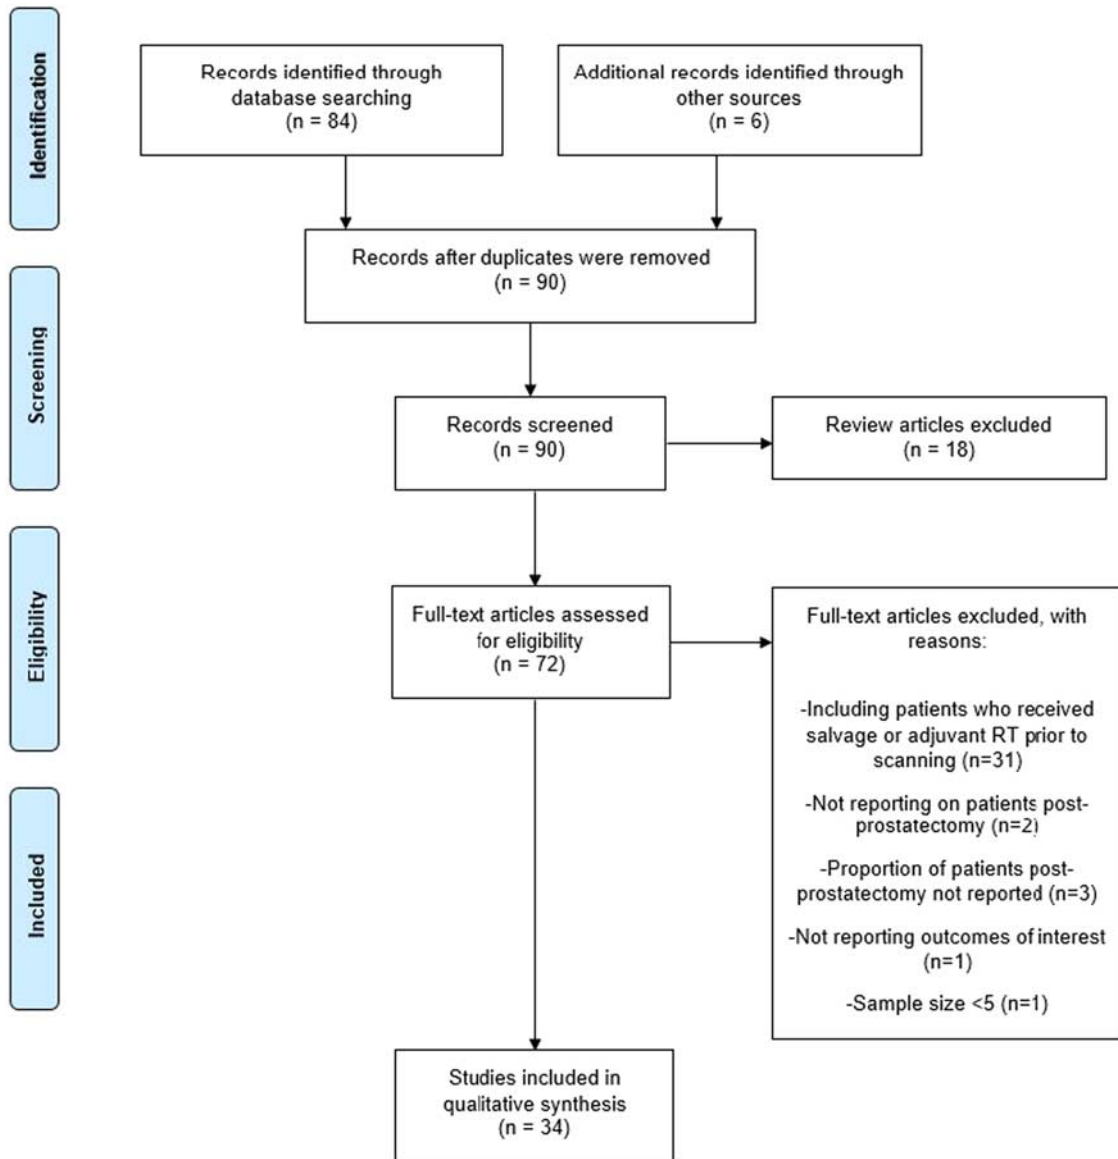 Identification
Records identified through
database searching
(n = 84)
Additional records identified through
other sources
(n = 6)
Records after duplicates were removed
(n = 90)
Screening
Records screened
(n = 90)
Review articles excluded
(n = 18)
Eligibility
Full-text articles assessed
for eligibility
(n = 72)
Full-text articles excluded, with
reasons:
-Including patients who received
salvage or adjuvant RT prior to
scanning (n=31)
-Not reporting on patients post-
prostatectomy (n=2)
-Proportion of patients post-
prostatectomy not reported (n=3)
-Not reporting outcomes of interest
(n=1)
-Sample size <5 (n=1)
Included
Studies included in
qualitative synthesis
(n = 34)